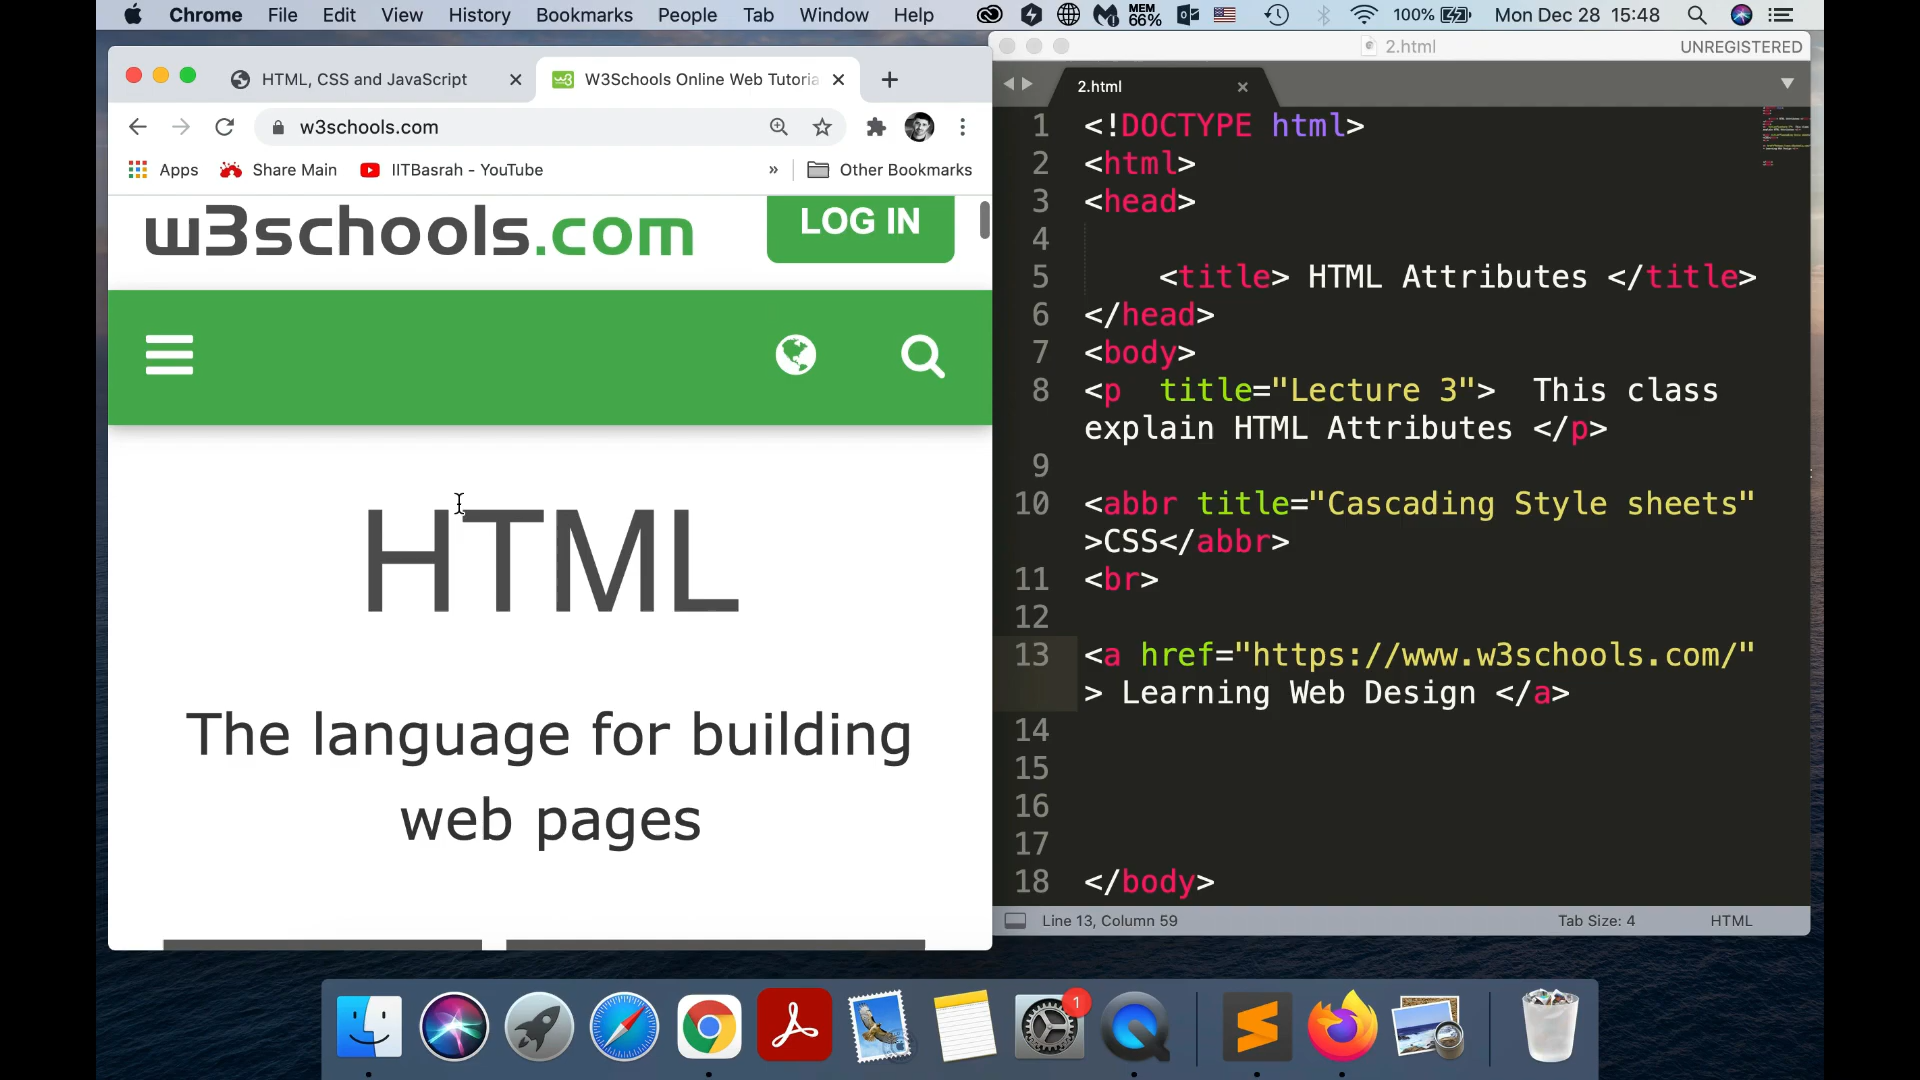 Chrome File Edit View History Bookmarks People Tab Window Help MEM 66% 100% Mon Dec 28 15:48
HTML, CSS and JavaScript
W3Schools Online Web Tutoria
w3schools.com
Apps Share Main IITBasrah - YouTube » Other Bookmarks
w3schools.com
LOG IN
HTML
The language for building
web pages
2.html
UNREGISTERED
2.html
1 <!DOCTYPE html>
2 <html>
3 <head>
4
5 <title> HTML Attributes </title>
6 </head>
7 <body>
8 <p  title="Lecture 3">  This class
explain HTML Attributes </p>
9
10 <abbr title="Cascading Style sheets"
>CSS</abbr>
11 <br>
12
13 <a href="https://www.w3schools.com/"
> Learning Web Design </a>
14
15
16
17
18 </body>
Line 13, Column 59 Tab Size: 4 HTML
1